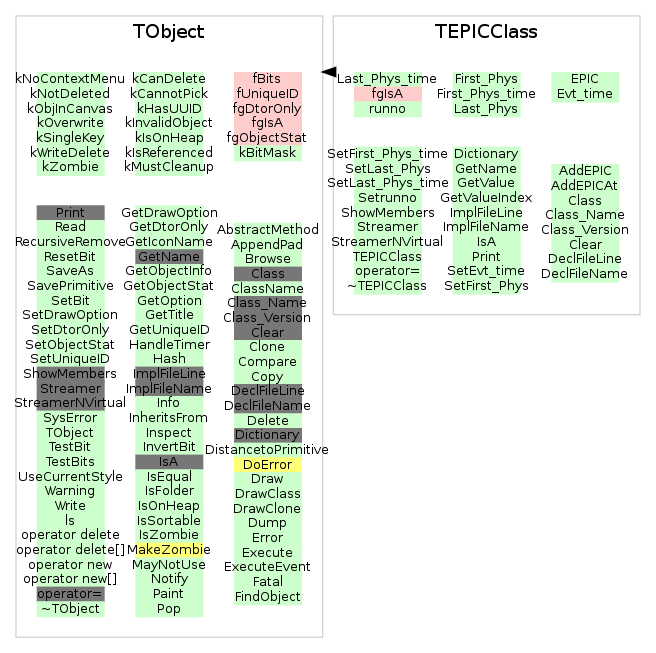 TObject
kNoContextMenu
kNotDeleted
kObjInCanvas
kOverwrite
kSingleKey
kWriteDelete
kZombie
kCanDelete
kCannotPick
kHasUUID
kInvalidObject
kIsOnHeap
kIsReferenced
kMustCleanup
fBits
fUniqueID
fgDtorOnly
fgIsA
fgObjectStat
kBitMask
Print
Read
RecursiveRemove
ResetBit
SaveAs
SavePrimitive
SetBit
SetDrawOption
SetDtorOnly
SetObjectStat
SetUniqueID
ShowMembers
Streamer
StreamerNVirtual
SysError
TObject
TestBit
TestBits
UseCurrentStyle
Warning
Write
ls
operator delete
operator delete[]
operator new
operator new[]
operator=
~TObject
GetDrawOption
GetDtorOnly
GetIconName
GetName
GetObjectInfo
GetObjectStat
GetOption
GetTitle
GetUniqueID
HandleTimer
Hash
ImplFileLine
ImplFileName
Info
InheritsFrom
Inspect
InvertBit
IsA
IsEqual
IsFolder
IsOnHeap
IsSortable
IsZombie
MakeZombie
MayNotUse
Notify
Paint
Pop
AbstractMethod
AppendPad
Browse
Class
ClassName
Class_Name
Class_Version
Clear
Clone
Compare
Copy
DeclFileLine
DeclFileName
Delete
Dictionary
DistancetoPrimitive
DoError
Draw
DrawClass
DrawClone
Dump
Error
Execute
ExecuteEvent
Fatal
FindObject
TEPICClass
Last_Phys_time
fgIsA
runno
First_Phys
First_Phys_time
Last_Phys
EPIC
Evt_time
SetFirst_Phys_time
SetLast_Phys
SetLast_Phys_time
Setrunno
ShowMembers
Streamer
StreamerNVirtual
TEPICClass
operator=
~TEPICClass
Dictionary
GetName
GetValue
GetValueIndex
ImplFileLine
ImplFileName
IsA
Print
SetEvt_time
SetFirst_Phys
AddEPIC
AddEPICAt
Class
Class_Name
Class_Version
Clear
DeclFileLine
DeclFileName